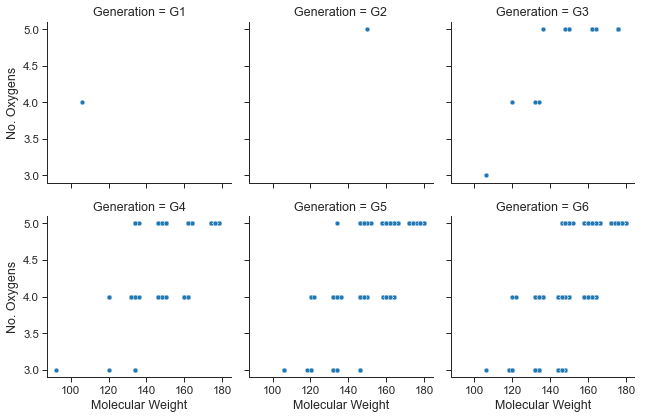 Generation = G1
Generation = G2
Generation = G3
5.0
4.5
4.0
3.5
3.0
No. Oxygens
Generation = G4
Generation = G5
Generation = G6
5.0
4.5
4.0
3.5
3.0
No. Oxygens
100 120 140 160 180
100 120 140 160 180
100 120 140 160 180
Molecular Weight
Molecular Weight
Molecular Weight